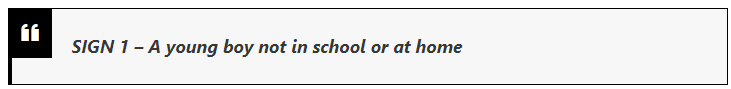 SIGN 1 – A young boy not in school or at home